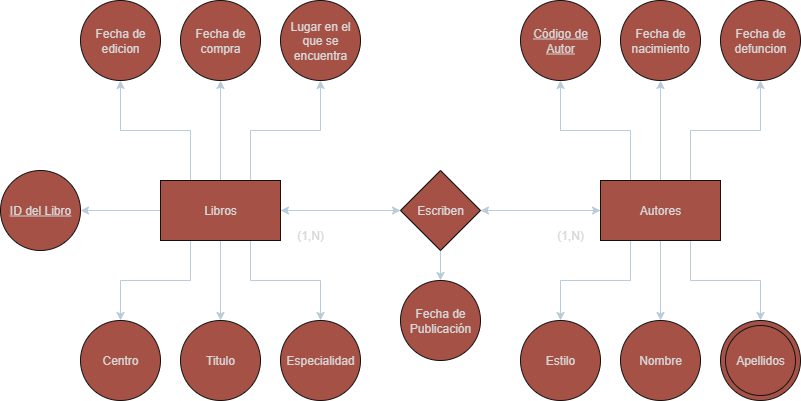 Fecha de
edicion
Fecha de
compra
Lugar en el
que se
encuentra
Código de
Autor
Fecha de
nacimiento
Fecha de
defuncion
ID del Libro
Libros
Escriben
Autores
(1,N)
(1,N)
Fecha de
Publicación
Centro
Titulo
Especialidad
Estilo
Nombre
Apellidos